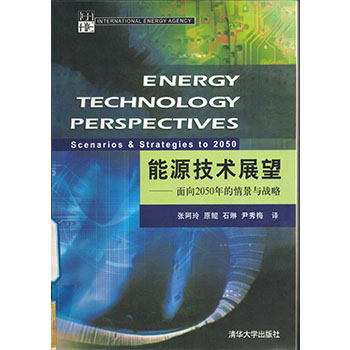 INTERNATIONAL ENERGY AGENCY
ENERGY
TECHNOLOGY
PERSPECTIVES
Scenarios & Strategies to 2050
能源技术展望
——面向2050年的情景与战略
张阿玲 原鲲 石琳 尹秀梅 译
清华大学出版社